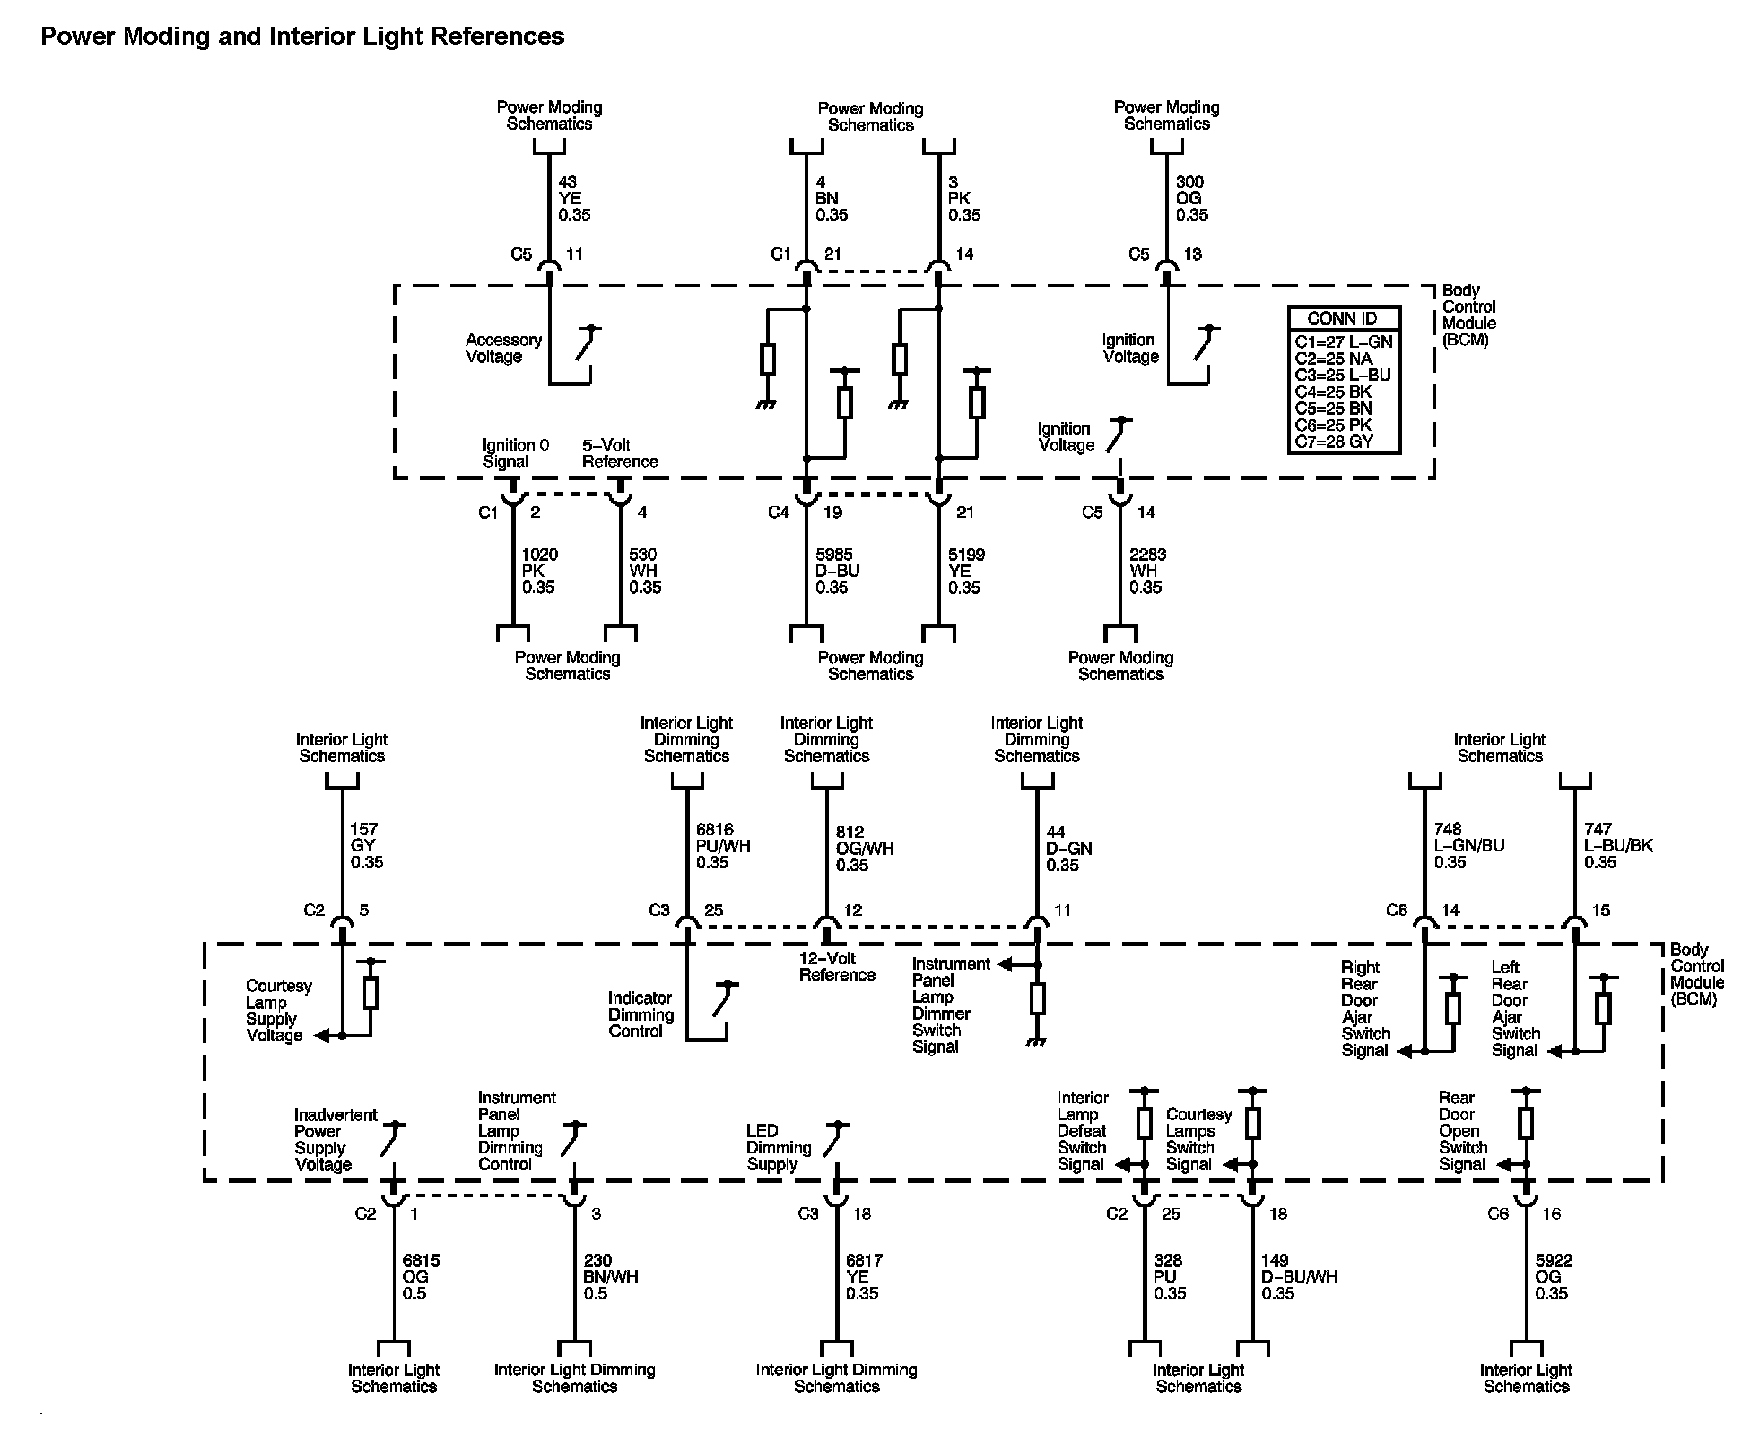 Power Moding and Interior Light References
Power Moding
Schematics
Power Moding
Schematics
Power Moding
Schematics
43
YE
0.35
4
BN
0.35
3
PK
0.35
300
OG
0.35
C5 11
C1 21
14
C5 13
Body
Control
Module
(BCM)
Accessory
Voltage
Ignition
Voltage
CONN ID
C1=27 L-GN
C2=25 NA
C3=25 L-BU
C4=25 BK
C5=25 BN
C6=25 PK
C7=28 GY
Ignition
Voltage
Ignition 0
Signal
5-Volt
Reference
C1 2
4
C4 19
21
C5 14
1020
PK
0.35
530
WH
0.35
5985
D-BU
0.35
5199
YE
0.35
2283
WH
0.35
Power Moding
Schematics
Power Moding
Schematics
Power Moding
Schematics
Interior Light
Schematics
Interior Light
Dimming
Schematics
Interior Light
Dimming
Schematics
Interior Light
Dimming
Schematics
Interior Light
Schematics
157
GY
0.35
6816
PU/WH
0.35
812
OG/WH
0.35
44
D-GN
0.35
748
L-GN/BU
0.35
747
L-BU/BK
0.35
C2 5
C3 25
12
11
C6 14
15
Body
Control
Module
(BCM)
Courtesy
Lamp
Supply
Voltage
Indicator
Dimming
Control
12-Volt
Reference
Instrument
Panel
Lamp
Dimmer
Switch
Signal
Right
Rear
Door
Ajar
Switch
Signal
Left
Rear
Door
Ajar
Switch
Signal
Inadvertent
Power
Supply
Voltage
Instrument
Panel
Lamp
Dimming
Control
LED
Dimming
Supply
Interior
Lamp
Defeat
Switch
Signal
Courtesy
Lamps
Switch
Signal
Rear
Door
Open
Switch
Signal
C2 1
3
C3 18
C2 25
18
C6 16
6815
OG
0.5
230
BN/WH
0.5
6817
YE
0.35
328
PU
0.35
149
D-BU/WH
0.35
5922
OG
0.35
Interior Light
Schematics
Interior Light Dimming
Schematics
Interior Light Dimming
Schematics
Interior Light
Schematics
Interior Light
Schematics